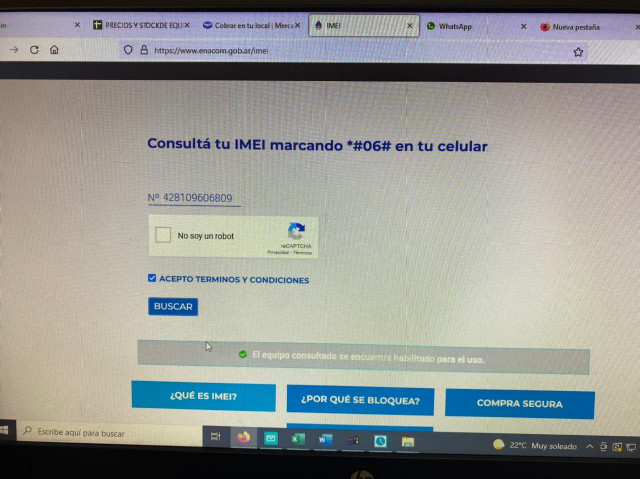 in
PRECIOS Y STOCKDE EQUI
Cobrar en tu local | Merca
IMEI
WhatsApp
Nueva pestaña
https://www.enacom.gob.ar/imei
Consultá tu IMEI marcando *#06# en tu celular
Nº 428109606809
No soy un robot
reCAPTCHA
Privacidad - Términos
ACEPTO TERMINOS Y CONDICIONES
BUSCAR
El equipo consultado se encuentra habilitado para el uso.
¿QUÉ ES IMEI?
¿POR QUÉ SE BLOQUEA?
COMPRA SEGURA
Escribe aquí para buscar
22°C Muy soleado
hp